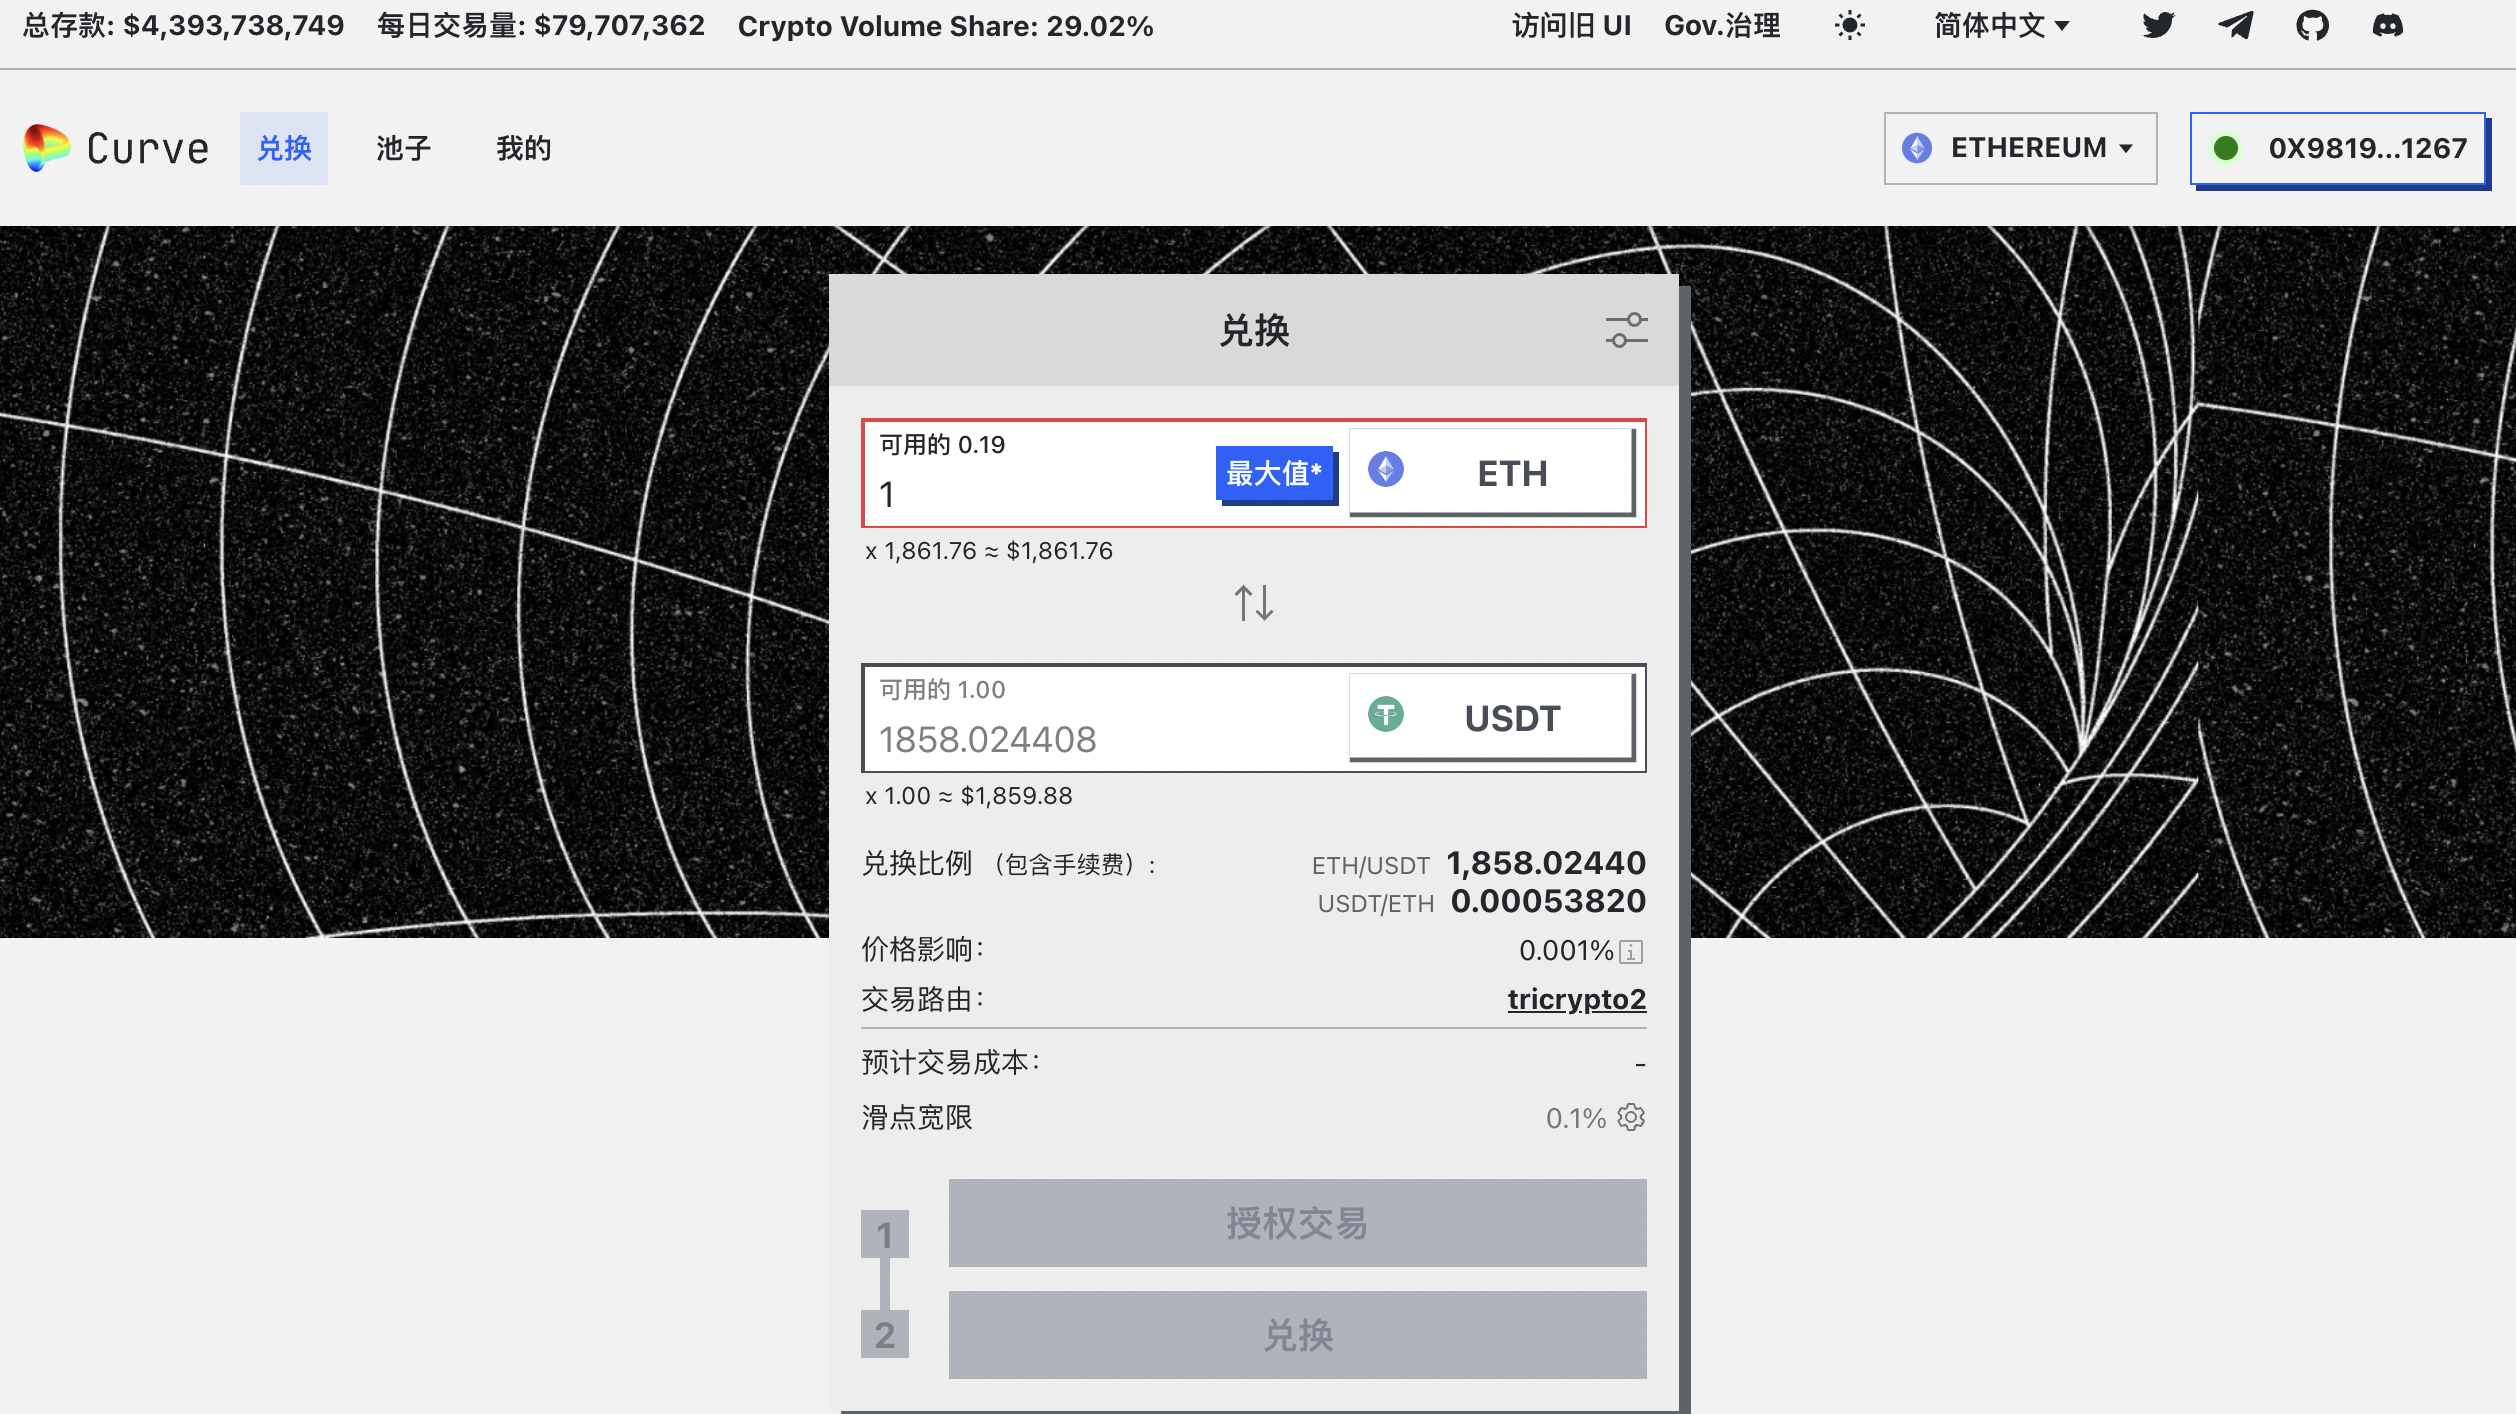 总存款: $4,393,738,749 每日交易量: $79,707,362 Crypto Volume Share: 29.02% 访问旧 UI Gov.治理 简体中文
Curve 兑换 池子 我的 ETHEREUM 0X9819...1267
兑换
可用的 0.19
1 最大值* ETH
x 1,861.76 ≈ $1,861.76
可用的 1.00
1858.024408 USDT
x 1.00 ≈ $1,859.88
兑换比例 （包含手续费）: ETH/USDT 1,858.02440
USDT/ETH 0.00053820
价格影响: 0.001%
交易路由: tricrypto2
预计交易成本: -
滑点宽限 0.1%
1 授权交易
2 兑换